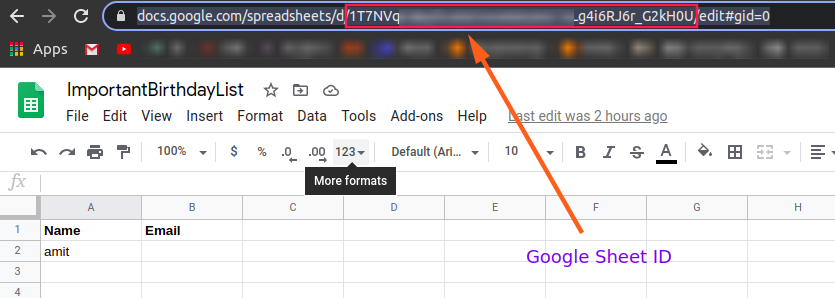 docs.google.com/spreadsheets/d/1T7NVq Lg4i6RJ6r_G2kH0U/edit#gid=0
Apps
ImportantBirthdayList
File Edit View Insert Format Data Tools Add-ons Help Last edit was 2 hours ago
100% $ % .0 .00 123 Default (Ari... 10 B I S A
More formats
fx
A B C D E F G H
1 Name Email
2 amit
Google Sheet ID
3
4